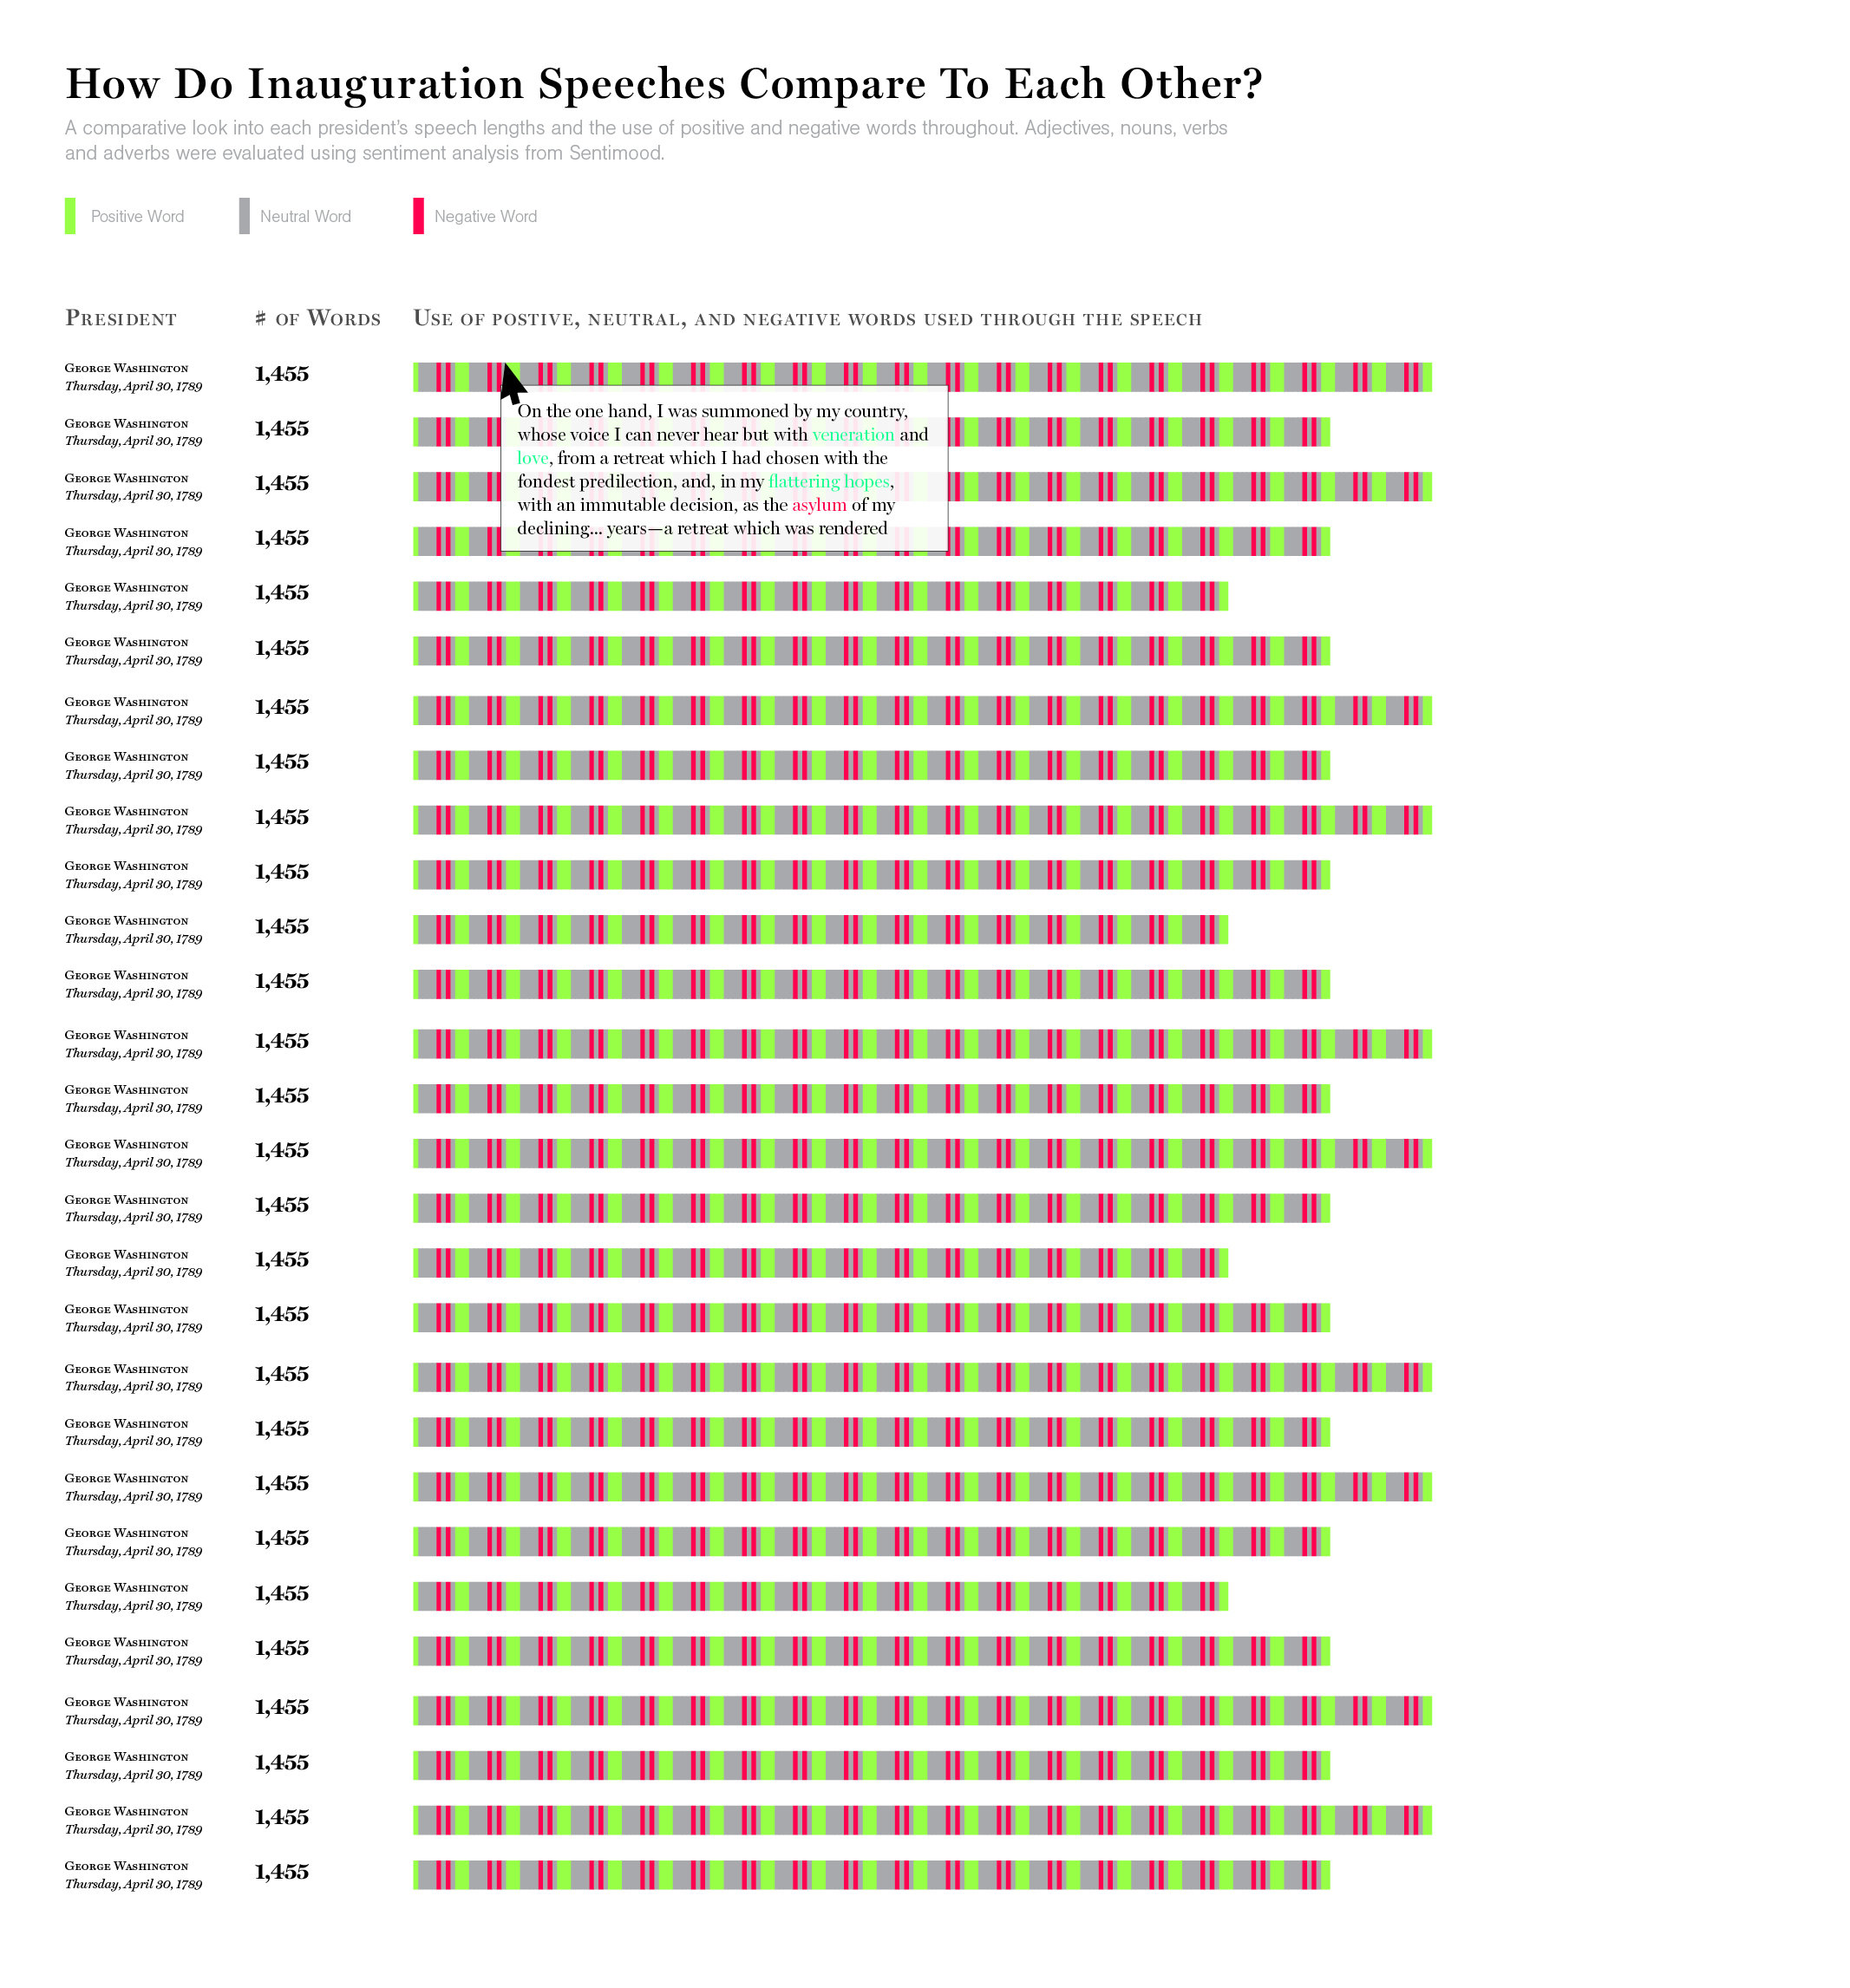 How Do Inauguration Speeches Compare To Each Other?
A comparative look into each president's speech lengths and the use of positive and negative words throughout. Adjectives, nouns, verbs
and adverbs were evaluated using sentiment analysis from Sentimood.
Positive Word
Neutral Word
Negative Word
President
# of Words
Use of postive, neutral, and negative words used through the speech
George Washington
Thursday, April 30, 1789
1,455
On the one hand, I was summoned by my country,
whose voice I can never hear but with veneration and
love, from a retreat which I had chosen with the
fondest predilection, and, in my flattering hopes,
with an immutable decision, as the asylum of my
declining... years—a retreat which was rendered
George Washington
Thursday, April 30, 1789
1,455
George Washington
Thursday, April 30, 1789
1,455
George Washington
Thursday, April 30, 1789
1,455
George Washington
Thursday, April 30, 1789
1,455
George Washington
Thursday, April 30, 1789
1,455
George Washington
Thursday, April 30, 1789
1,455
George Washington
Thursday, April 30, 1789
1,455
George Washington
Thursday, April 30, 1789
1,455
George Washington
Thursday, April 30, 1789
1,455
George Washington
Thursday, April 30, 1789
1,455
George Washington
Thursday, April 30, 1789
1,455
George Washington
Thursday, April 30, 1789
1,455
George Washington
Thursday, April 30, 1789
1,455
George Washington
Thursday, April 30, 1789
1,455
George Washington
Thursday, April 30, 1789
1,455
George Washington
Thursday, April 30, 1789
1,455
George Washington
Thursday, April 30, 1789
1,455
George Washington
Thursday, April 30, 1789
1,455
George Washington
Thursday, April 30, 1789
1,455
George Washington
Thursday, April 30, 1789
1,455
George Washington
Thursday, April 30, 1789
1,455
George Washington
Thursday, April 30, 1789
1,455
George Washington
Thursday, April 30, 1789
1,455
George Washington
Thursday, April 30, 1789
1,455
George Washington
Thursday, April 30, 1789
1,455
George Washington
Thursday, April 30, 1789
1,455
George Washington
Thursday, April 30, 1789
1,455